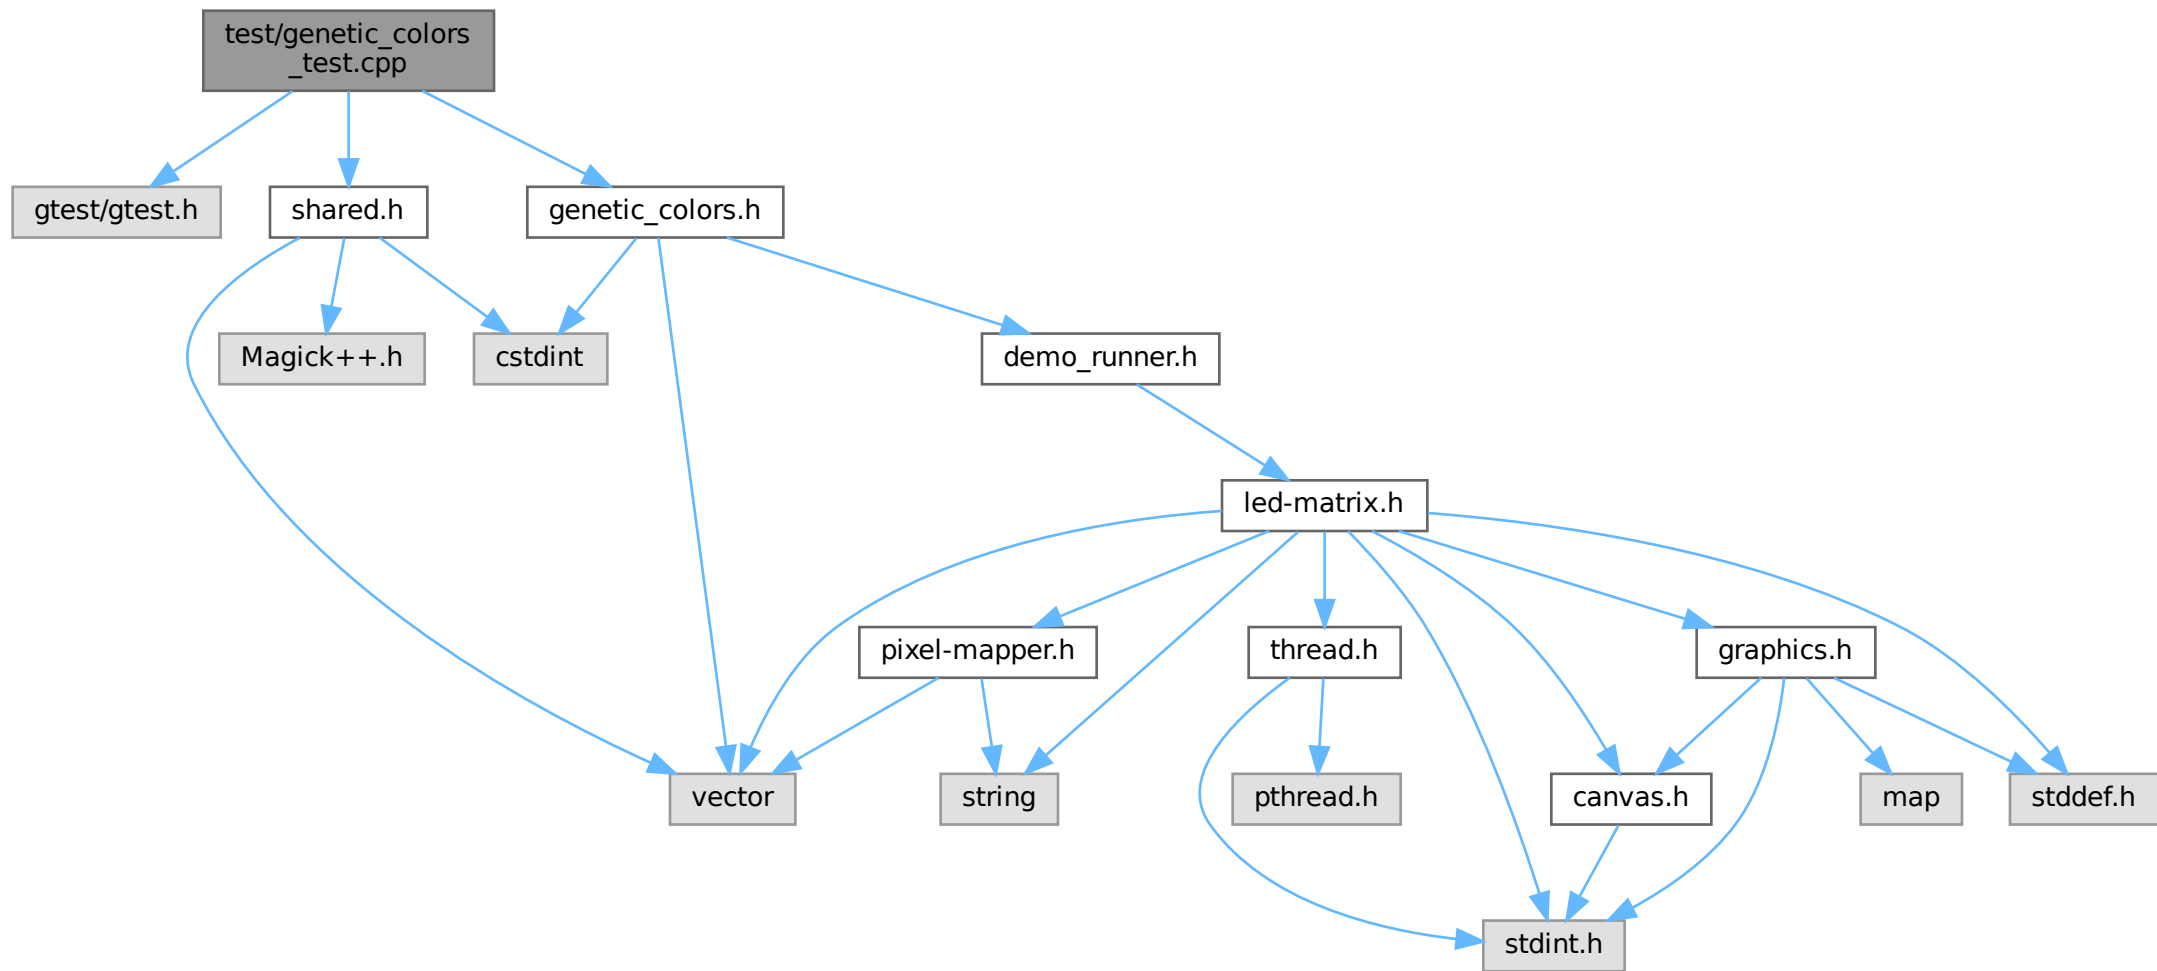 test/genetic_colors
_test.cpp
gtest/gtest.h
shared.h
genetic_colors.h
Magick++.h
cstdint
demo_runner.h
led-matrix.h
pixel-mapper.h
thread.h
graphics.h
vector
string
pthread.h
canvas.h
map
stddef.h
stdint.h